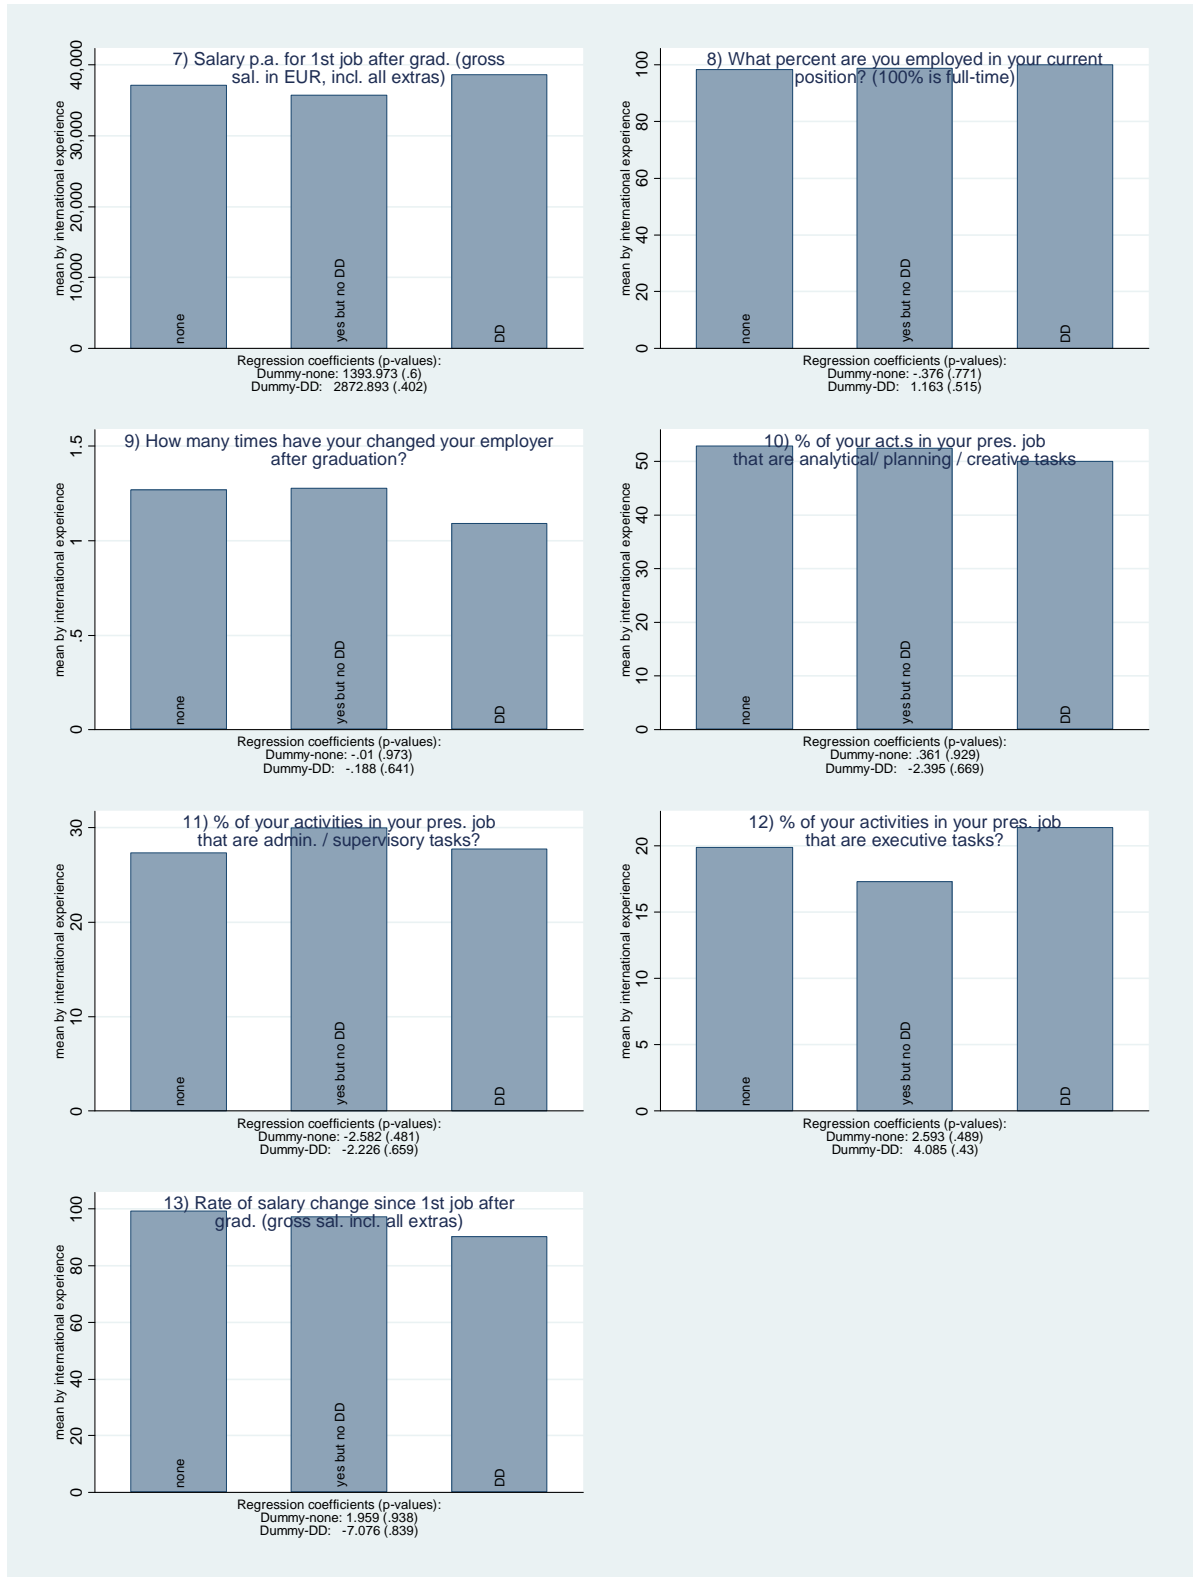 7) Salary p.a. for 1st job after grad. (gross
sal. in EUR, incl. all extras)
mean by international experience
40,000
30,000
20,000
10,000
0
none
yes but no DD
DD
Regression coefficients (p-values):
Dummy-none: 1393.973 (.6)
Dummy-DD: 2872.893 (.402)
8) What percent are you employed in your current
position? (100% is full-time)
mean by international experience
100
80
60
40
20
0
none
yes but no DD
DD
Regression coefficients (p-values):
Dummy-none: -.376 (.771)
Dummy-DD: 1.163 (.515)
9) How many times have your changed your employer
after graduation?
mean by international experience
1.5
1
.5
0
none
yes but no DD
DD
Regression coefficients (p-values):
Dummy-none: -.01 (.973)
Dummy-DD: -.188 (.641)
10) % of your act.s in your pres. job
that are analytical/ planning / creative tasks
mean by international experience
50
40
30
20
10
0
none
yes but no DD
DD
Regression coefficients (p-values):
Dummy-none: .361 (.929)
Dummy-DD: -2.395 (.669)
11) % of your activities in your pres. job
that are admin. / supervisory tasks?
mean by international experience
30
20
10
0
none
yes but no DD
DD
Regression coefficients (p-values):
Dummy-none: -2.582 (.481)
Dummy-DD: -2.226 (.659)
12) % of your activities in your pres. job
that are executive tasks?
mean by international experience
20
15
10
5
0
none
yes but no DD
DD
Regression coefficients (p-values):
Dummy-none: 2.593 (.489)
Dummy-DD: 4.085 (.43)
13) Rate of salary change since 1st job after
grad. (gross sal. incl. all extras)
mean by international experience
100
80
60
40
20
0
none
yes but no DD
DD
Regression coefficients (p-values):
Dummy-none: 1.959 (.938)
Dummy-DD: -7.076 (.839)